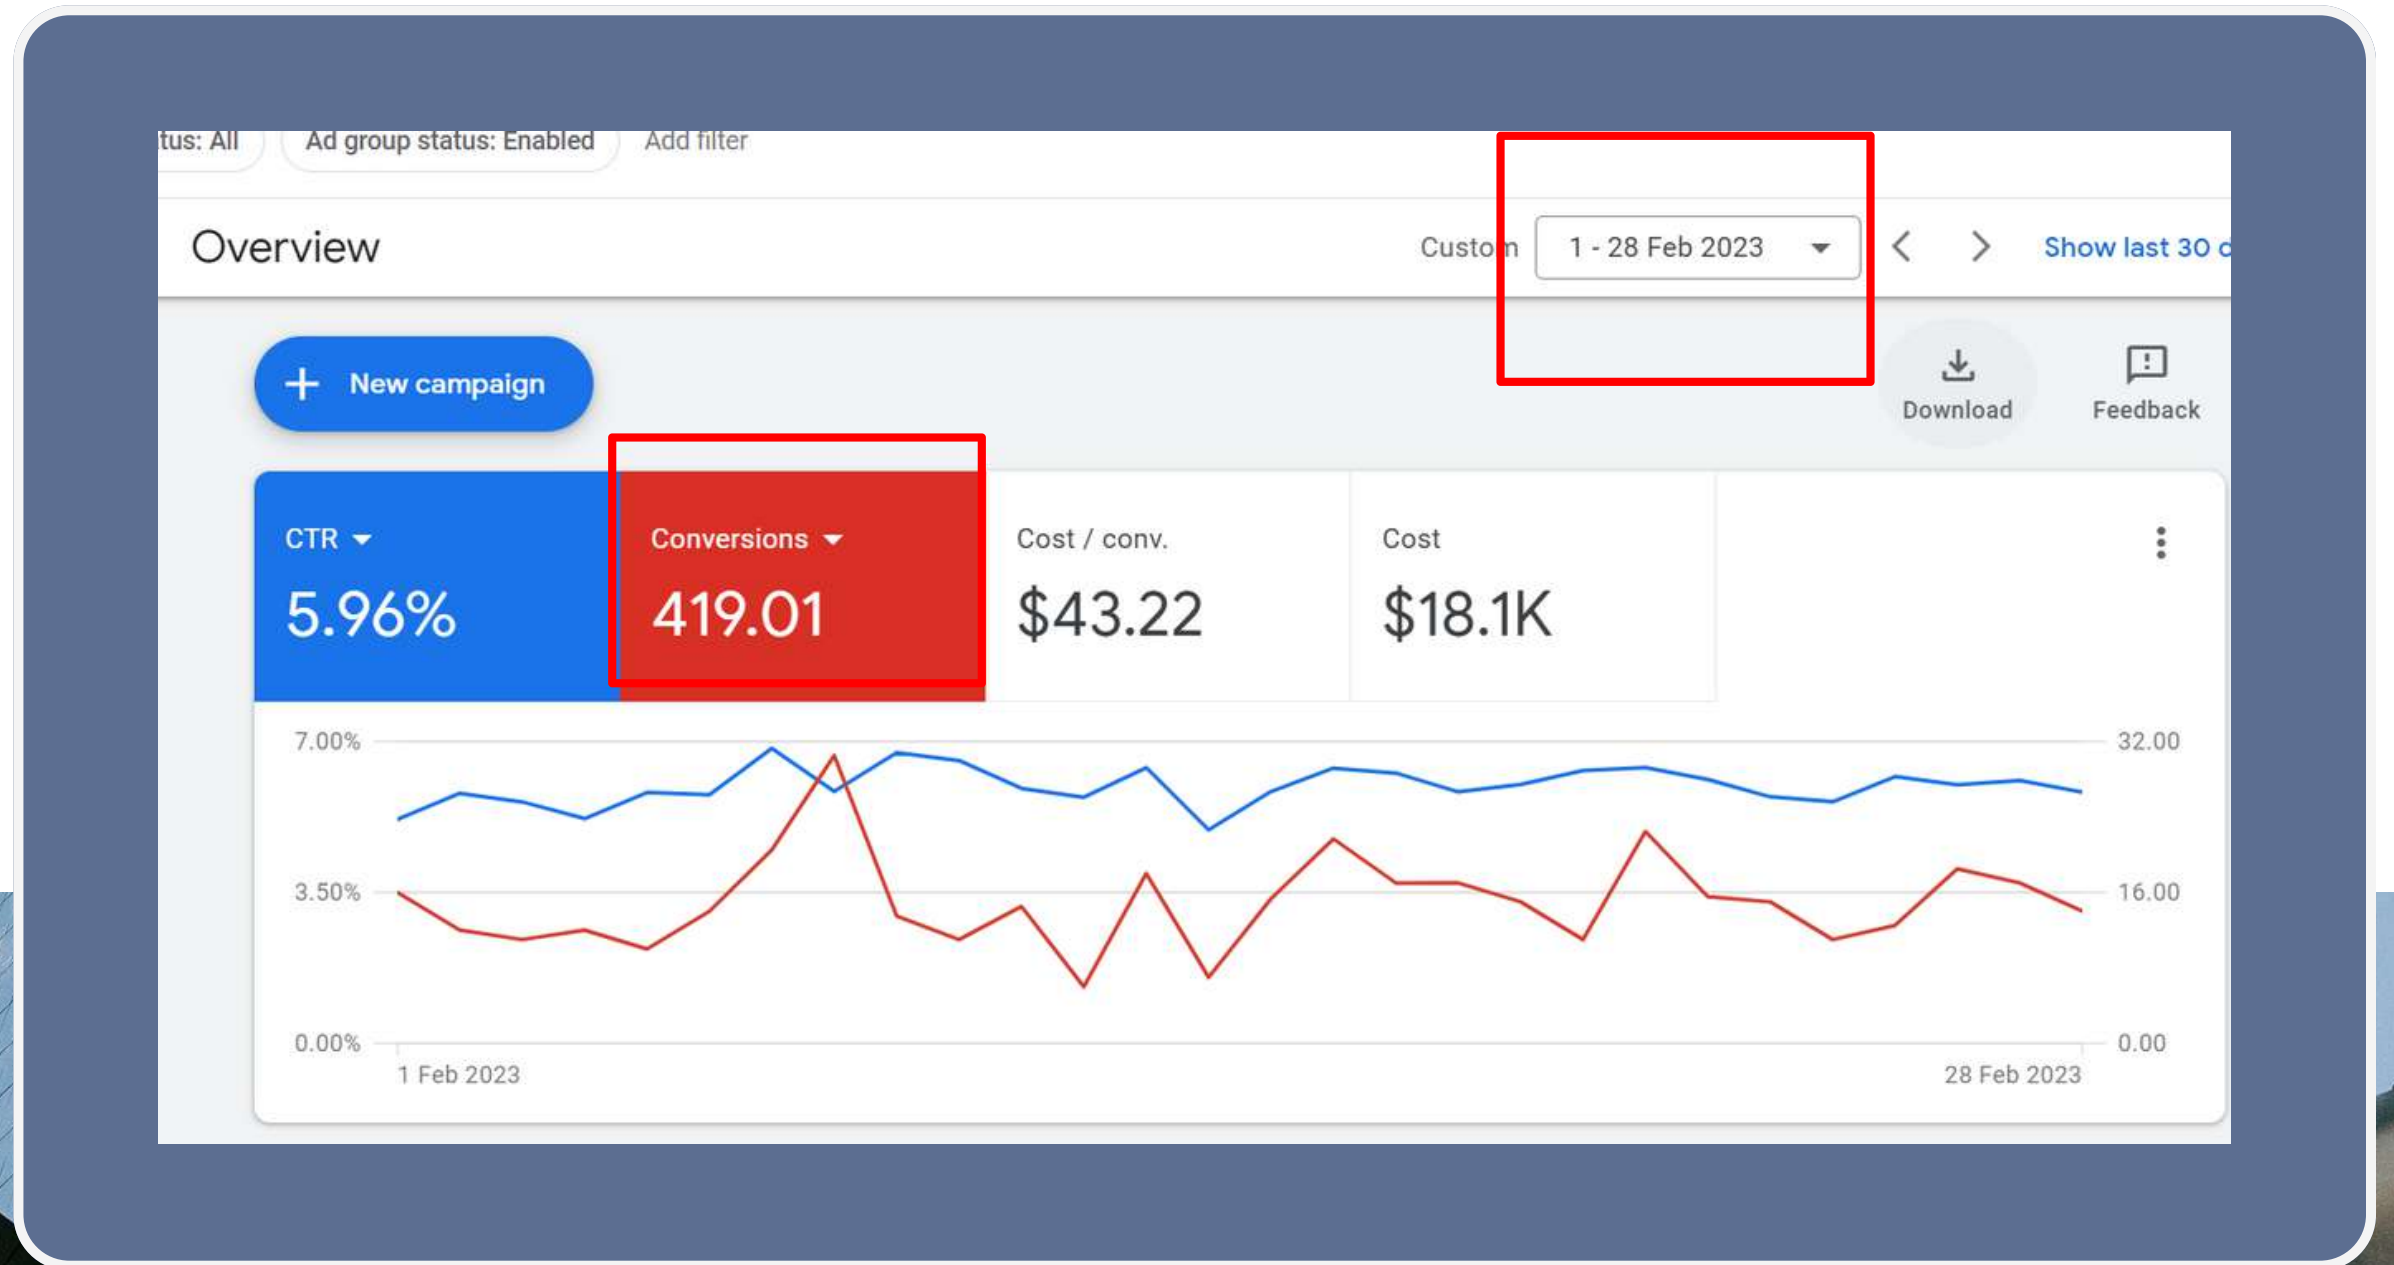 tus: All Ad group status: Enabled Add filter
Overview Custom 1 - 28 Feb 2023 Show last 30 d
New campaign
Download Feedback
CTR Conversions Cost / conv. Cost
5.96% 419.01 $43.22 $18.1K
7.00% 32.00
3.50% 16.00
0.00% 0.00
1 Feb 2023 28 Feb 2023